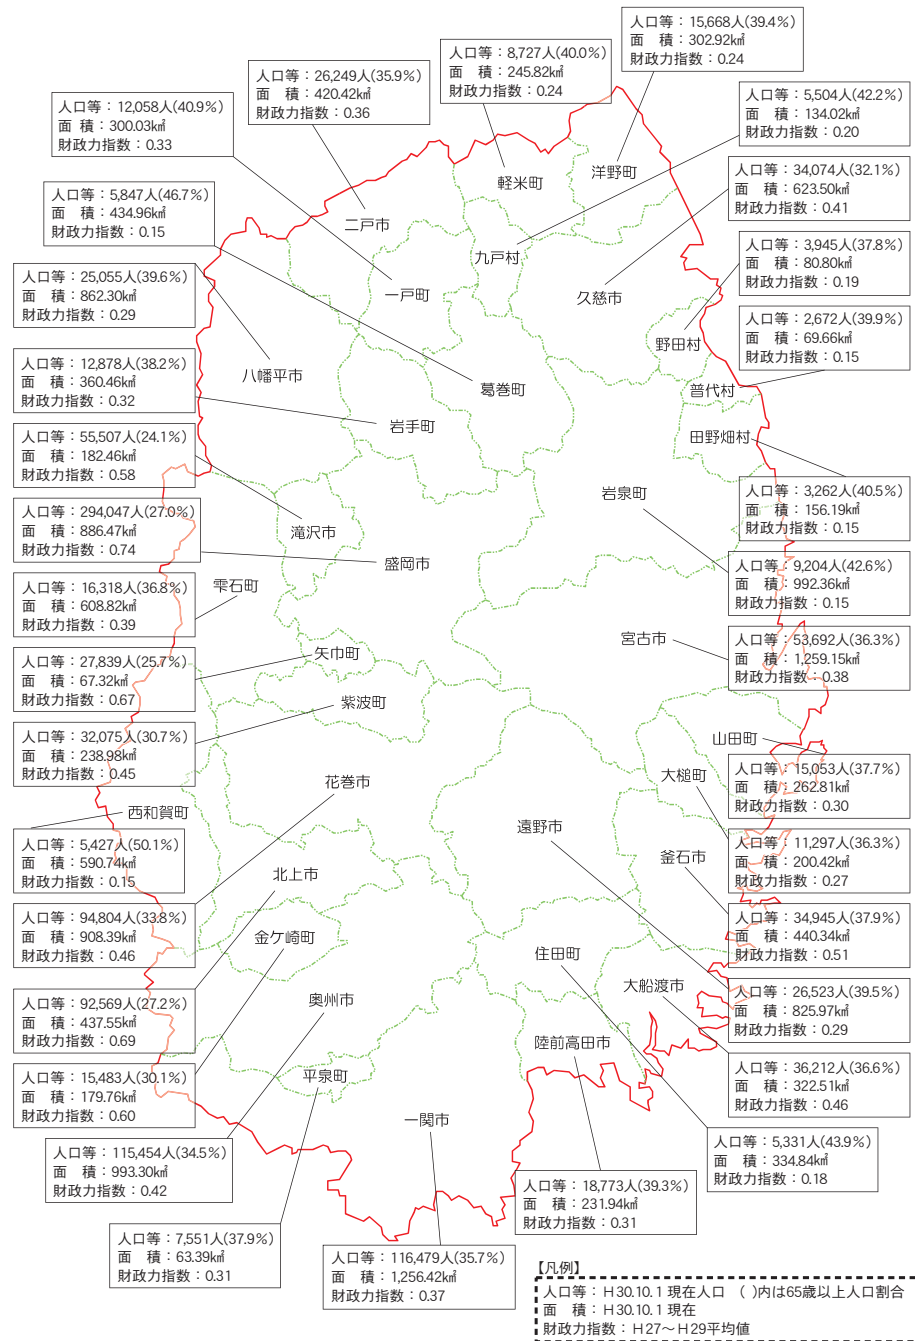 人口等：15,668人(39.4%)
面　積：302.92㎢
財政力指数：0.24
人口等：8,727人(40.0%)
面　積：245.82㎢
財政力指数：0.24
人口等：26,249人(35.9%)
面　積：420.42㎢
財政力指数：0.36
人口等：12,058人(40.9%)
面　積：300.03㎢
財政力指数：0.33
人口等：5,504人(42.2%)
面　積：134.02㎢
財政力指数：0.20
人口等：34,074人(32.1%)
面　積：623.50㎢
財政力指数：0.41
人口等：5,847人(46.7%)
面　積：434.96㎢
財政力指数：0.15
人口等：3,945人(37.8%)
面　積：80.80㎢
財政力指数：0.19
人口等：25,055人(39.6%)
面　積：862.30㎢
財政力指数：0.29
人口等：2,672人(39.9%)
面　積：69.66㎢
財政力指数：0.15
人口等：12,878人(38.2%)
面　積：360.46㎢
財政力指数：0.32
人口等：55,507人(24.1%)
面　積：182.46㎢
財政力指数：0.58
人口等：3,262人(40.5%)
面　積：156.19㎢
財政力指数：0.15
人口等：294,047人(27.0%)
面　積：886.47㎢
財政力指数：0.74
人口等：9,204人(42.6%)
面　積：992.36㎢
財政力指数：0.15
人口等：16,318人(36.8%)
面　積：608.82㎢
財政力指数：0.39
人口等：53,692人(36.3%)
面　積：1,259.15㎢
財政力指数：0.38
人口等：27,839人(25.7%)
面　積：67.32㎢
財政力指数：0.67
人口等：32,075人(30.7%)
面　積：238.98㎢
財政力指数：0.45
人口等：15,053人(37.7%)
面　積：262.81㎢
財政力指数：0.30
人口等：5,427人(50.1%)
面　積：590.74㎢
財政力指数：0.15
人口等：11,297人(36.3%)
面　積：200.42㎢
財政力指数：0.27
人口等：94,804人(33.8%)
面　積：908.39㎢
財政力指数：0.46
人口等：34,945人(37.9%)
面　積：440.34㎢
財政力指数：0.51
人口等：92,569人(27.2%)
面　積：437.55㎢
財政力指数：0.69
人口等：26,523人(39.5%)
面　積：825.97㎢
財政力指数：0.29
人口等：15,483人(30.1%)
面　積：179.76㎢
財政力指数：0.60
人口等：36,212人(36.6%)
面　積：322.51㎢
財政力指数：0.46
人口等：115,454人(34.5%)
面　積：993.30㎢
財政力指数：0.42
人口等：5,331人(43.9%)
面　積：334.84㎢
財政力指数：0.18
人口等：18,773人(39.3%)
面　積：231.94㎢
財政力指数：0.31
人口等：7,551人(37.9%)
面　積：63.39㎢
財政力指数：0.31
人口等：116,479人(35.7%)
面　積：1,256.42㎢
財政力指数：0.37
洋野町
軽米町
二戸市
九戸村
一戸町
久慈市
野田村
八幡平市
葛巻町
普代村
岩手町
田野畑村
岩泉町
滝沢市
盛岡市
雫石町
宮古市
矢巾町
紫波町
山田町
大槌町
花巻市
西和賀町
遠野市
釜石市
北上市
金ケ崎町
住田町
大船渡市
奥州市
陸前高田市
平泉町
一関市
【凡例】
人口等：H30.10.1 現在人口　( )内は65歳以上人口割合
面　積：H30.10.1 現在
財政力指数：H27～H29平均値